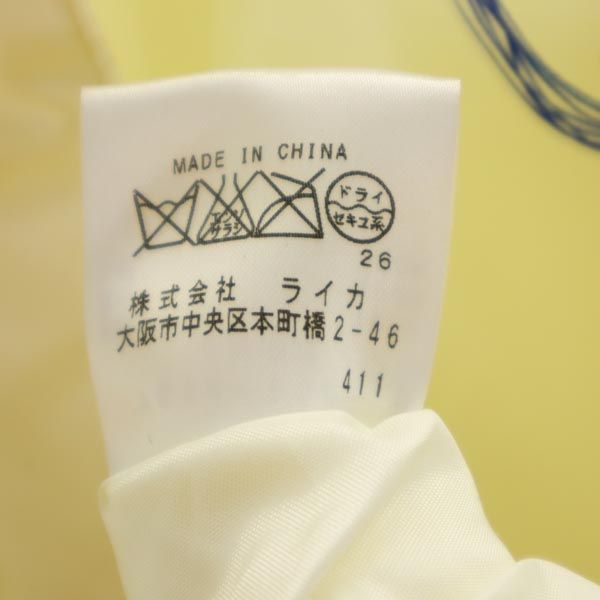 MADE IN CHINA
エンソ
サラシ
ドライ
セキユ系
26
株式会社 ライカ
大阪市中央区本町橋2-46
411